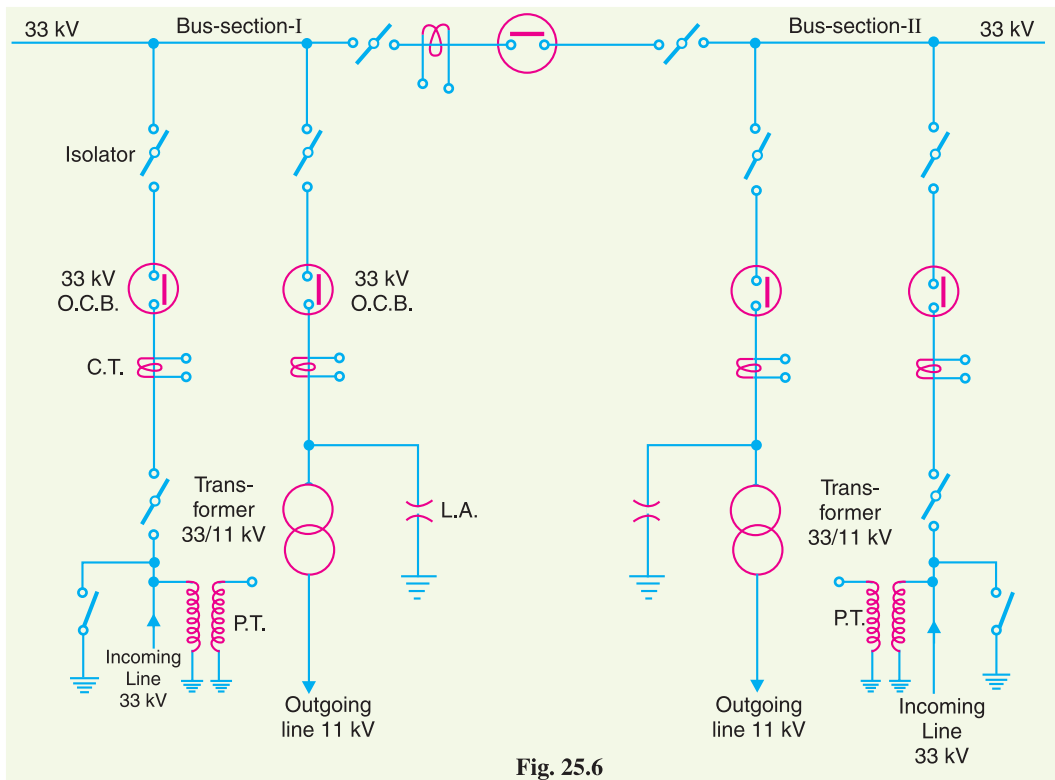 33 kV
Bus-section-I
Bus-section-II
33 kV
Isolator
33 kV
O.C.B.
33 kV
O.C.B.
C.T.
Trans-
former
33/11 kV
L.A.
Trans-
former
33/11 kV
P.T.
P.T.
Incoming
Line
33 kV
Outgoing
line 11 kV
Outgoing
line 11 kV
Incoming
Line
33 kV
Fig. 25.6